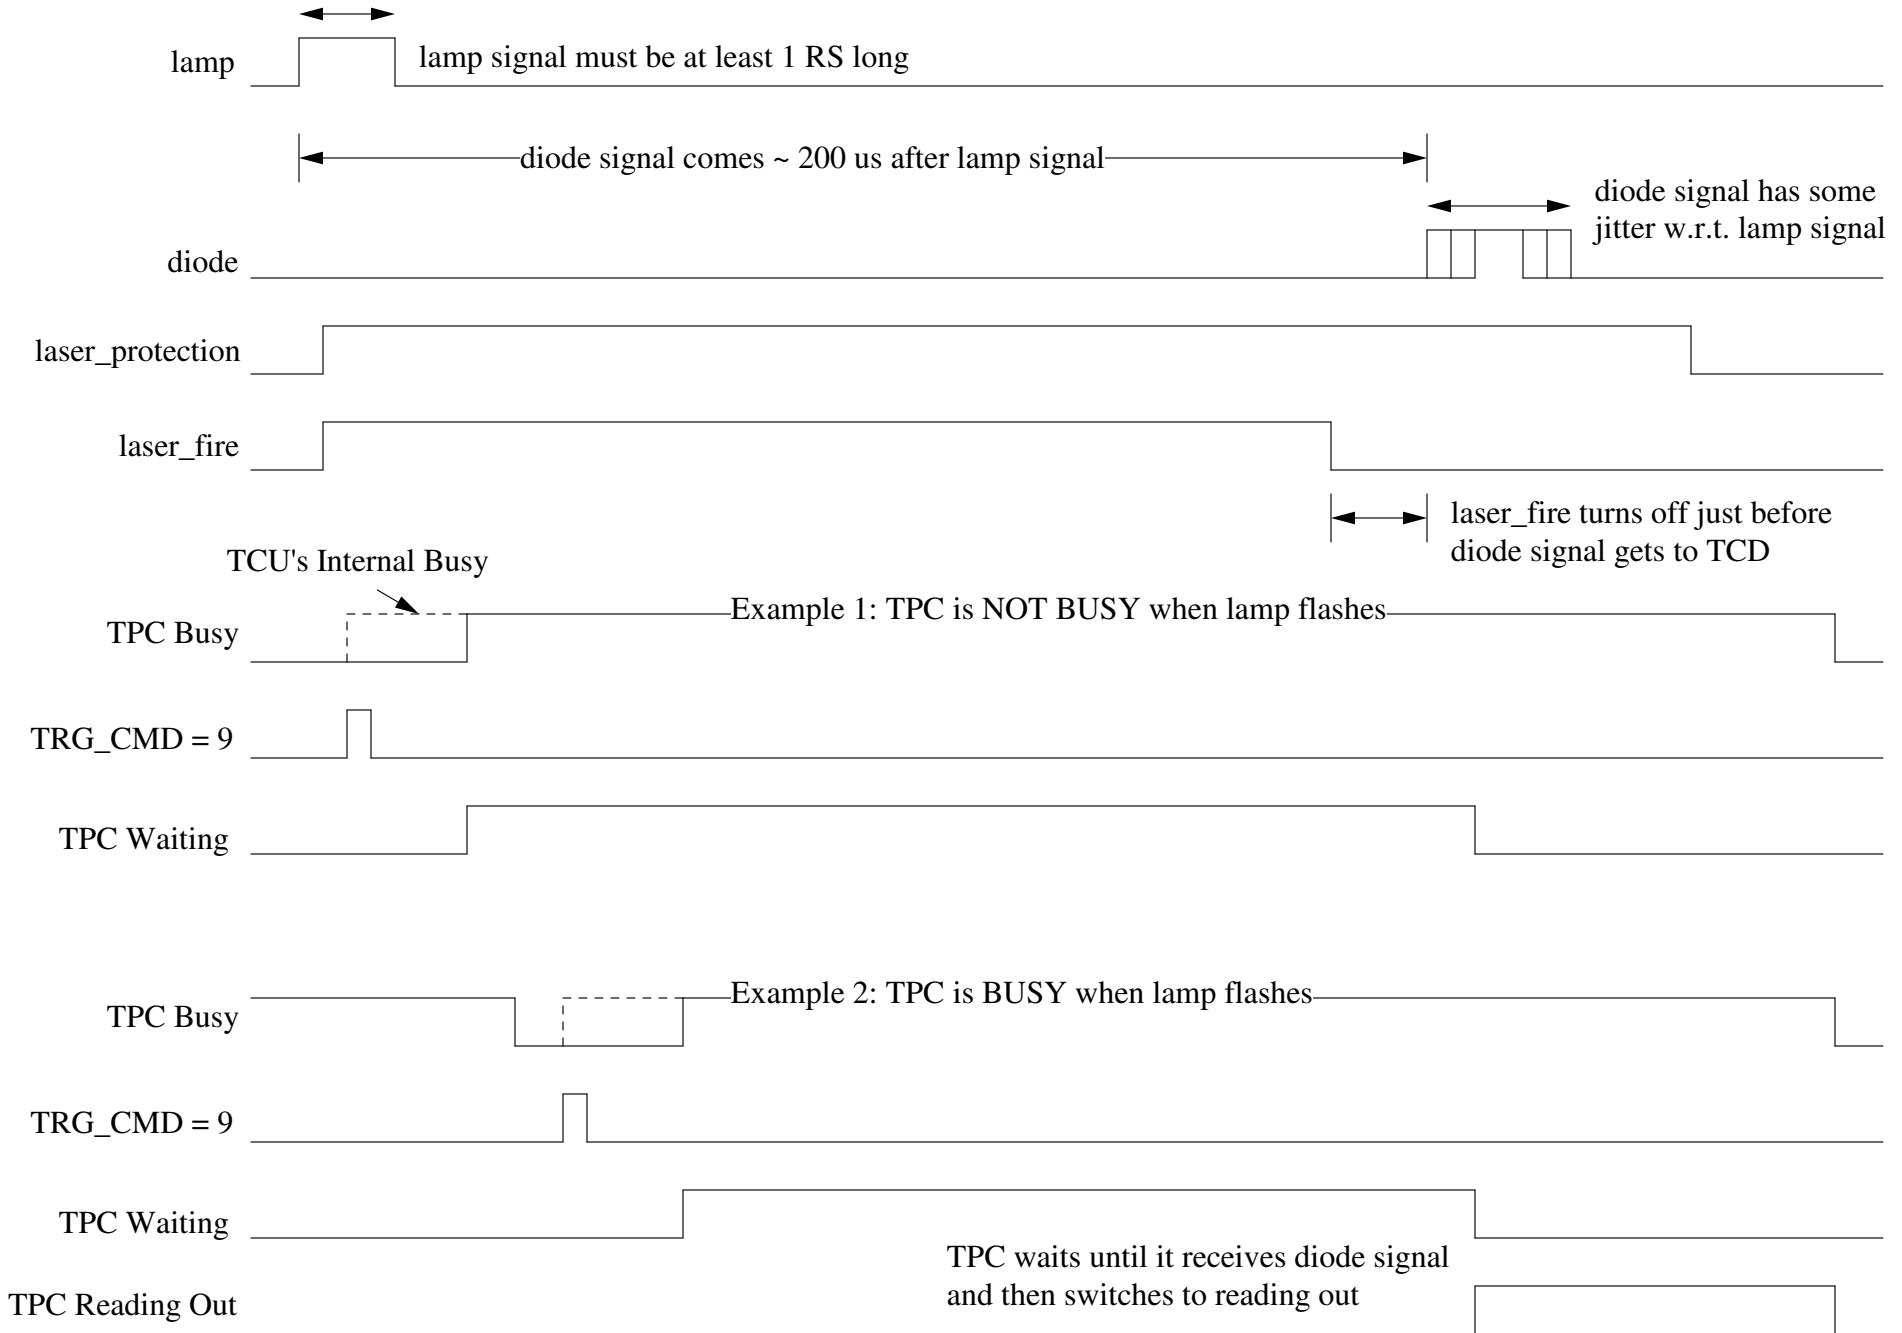 lamp
lamp signal must be at least 1 RS long
diode signal comes ~ 200 us after lamp signal
diode signal has some
jitter w.r.t. lamp signal
diode
laser_protection
laser_fire
laser_fire turns off just before
diode signal gets to TCD
TCU's Internal Busy
Example 1: TPC is NOT BUSY when lamp flashes
TPC Busy
TRG_CMD = 9
TPC Waiting
Example 2: TPC is BUSY when lamp flashes
TPC Busy
TRG_CMD = 9
TPC Waiting
TPC waits until it receives diode signal
and then switches to reading out
TPC Reading Out